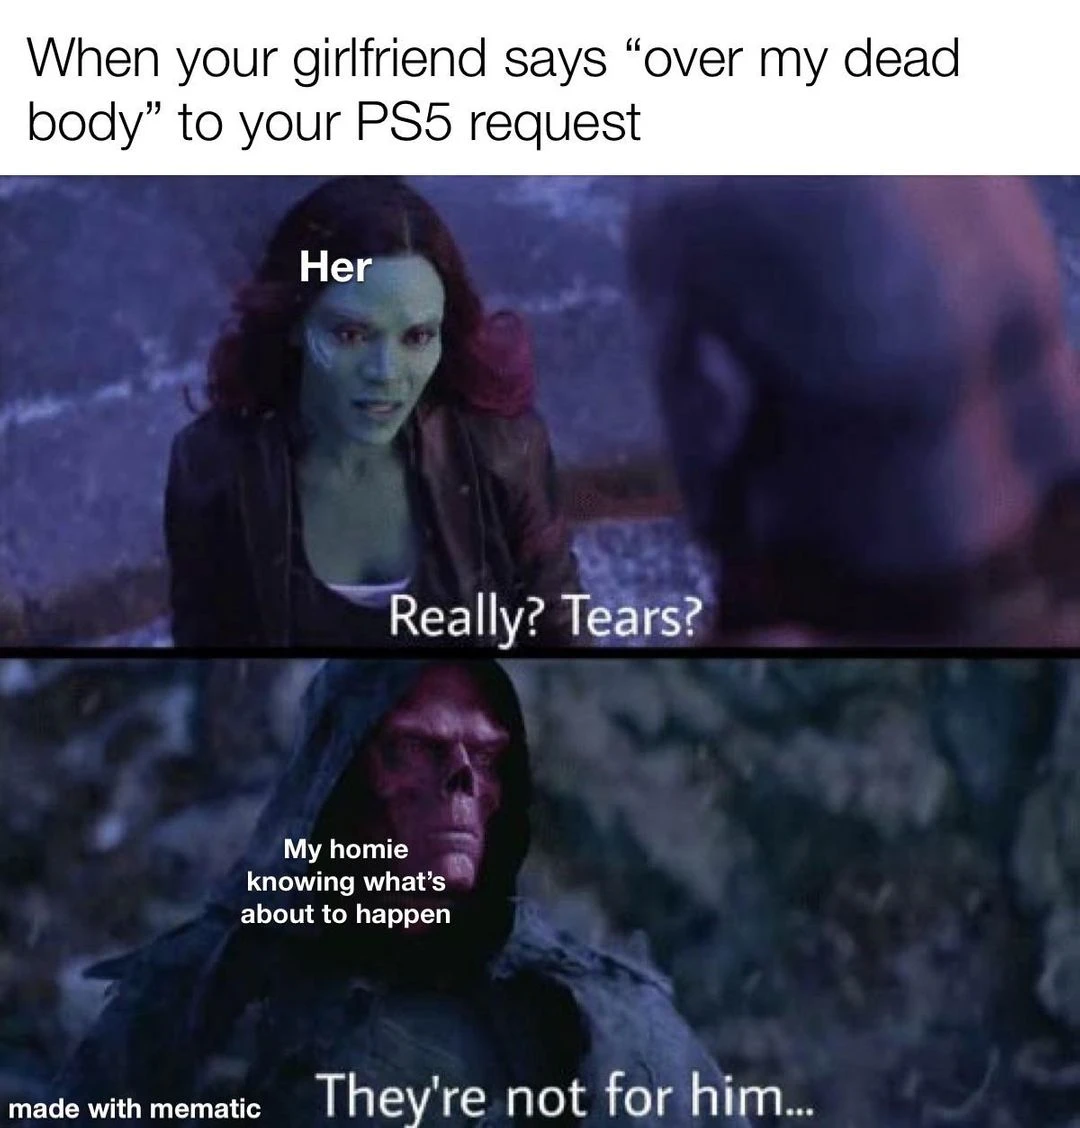 When your girlfriend says “over my dead
body” to your PS5 request
Her
Really? Tears?
My homie
knowing what’s
about to happen
They're not for him...
made with mematic